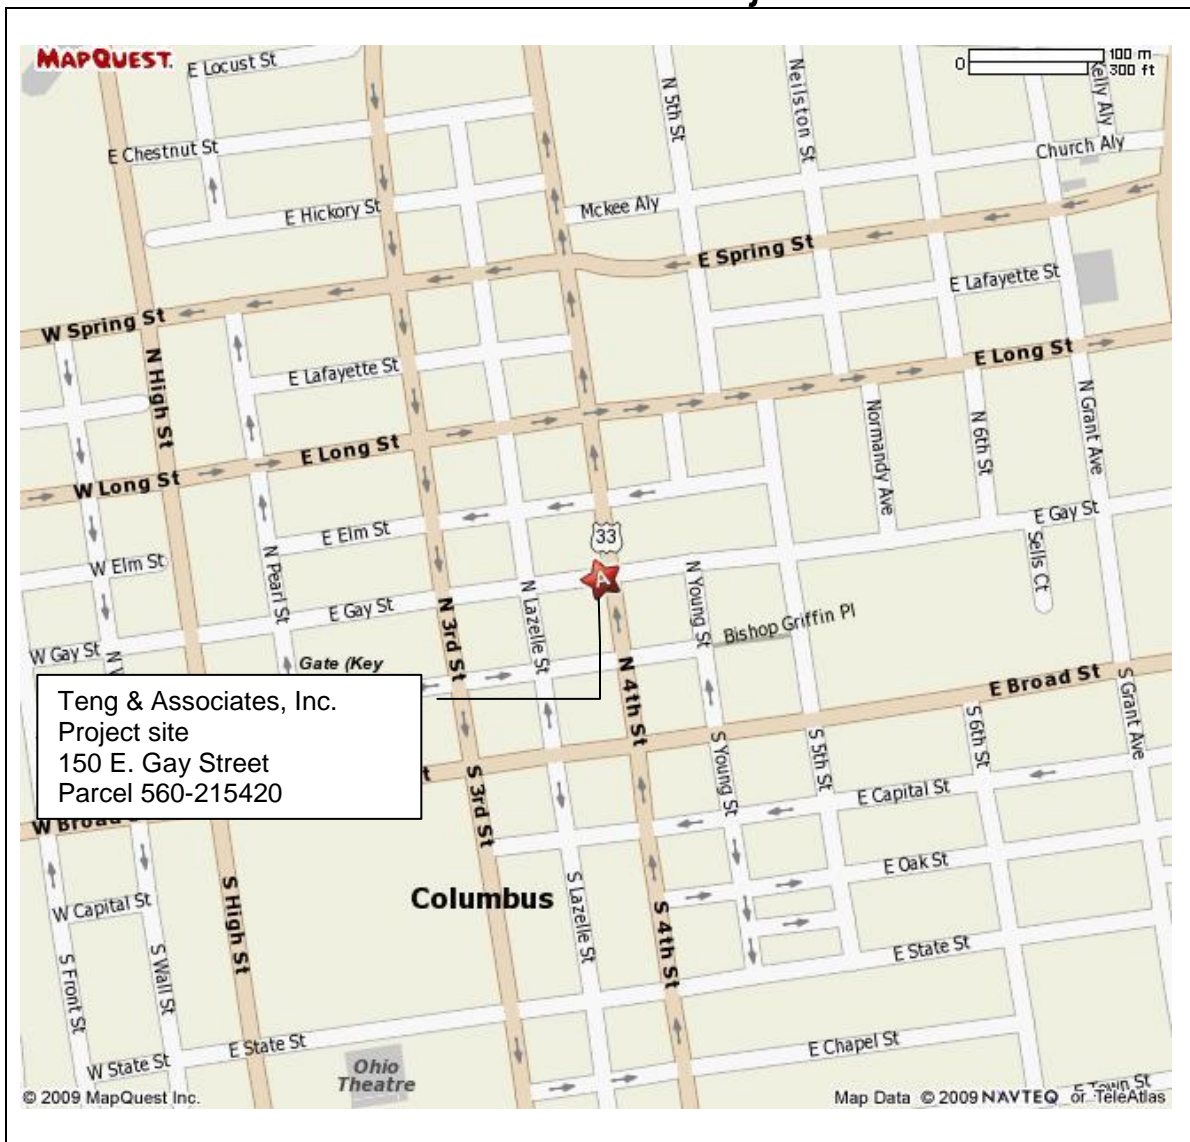 MAPQUEST.
0
100 m
300 ft
E Locust St
N 5th St
Neilston St
Kelly Aly
E Chestnut St
Church Aly
E Hickory St
Mckee Aly
E Spring St
E Lafayette St
W Spring St
N High St
E Lafayette St
E Long St
N Grant Ave
Normandy Ave
N 6th St
E Long St
W Long St
E Elm St
33
E Gay St
Sells Ct
W Elm St
N Pearl St
A
N Young St
N Lazelle St
E Gay St
N 3rd St
Bishop Griffin Pl
W Gay St
Gate (Key
N 4th St
E Broad St
S Grant Ave
Teng & Associates, Inc.
Project site
150 E. Gay Street
Parcel 560-215420
S 6th St
S 5th St
S Young St
S 3rd St
E Capital St
W Broad
E Oak St
Columbus
S Lazelle St
W Capital St
S High St
S 4th St
E State St
S Front St
S Wall St
E State St
E Chapel St
W State St
Ohio
Theatre
E Town St
© 2009 MapQuest Inc.
Map Data © 2009 NAVTEQ or TeleAtlas